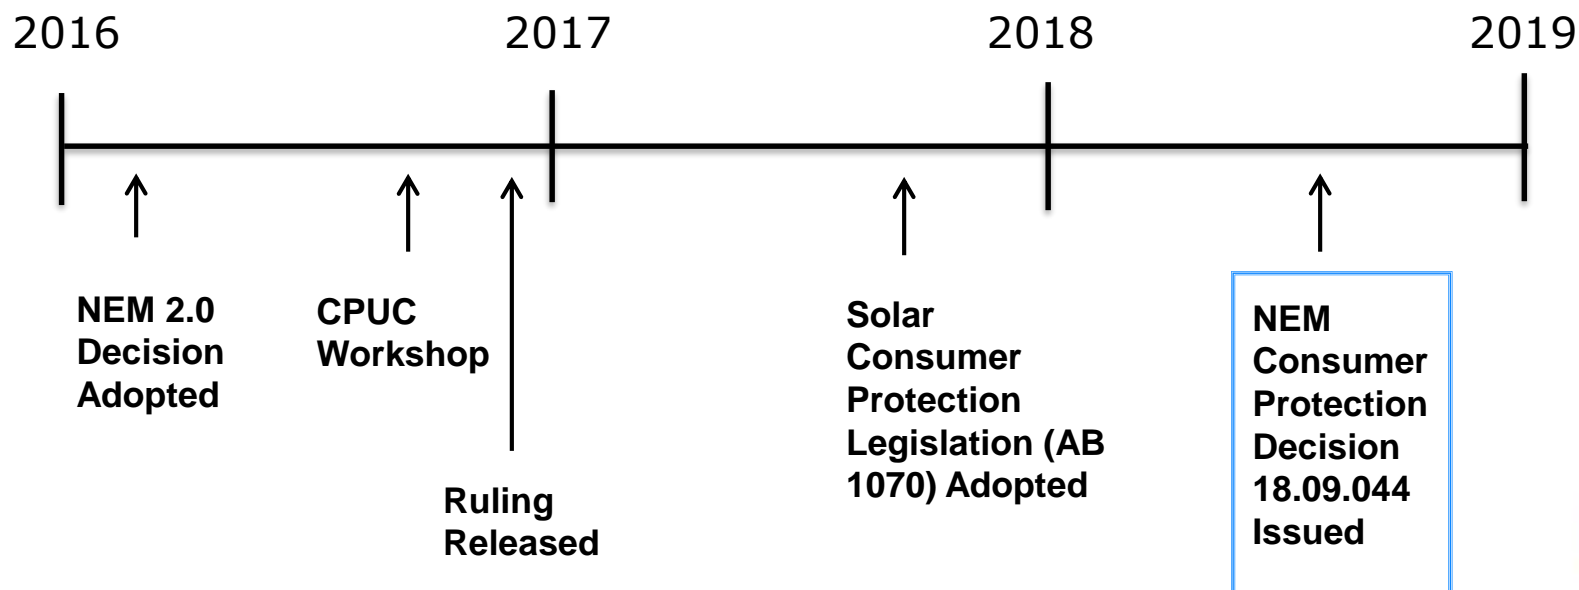 2016
2017
2018
2019
NEM 2.0
Decision
Adopted
CPUC
Workshop
Ruling
Released
Solar
Consumer
Protection
Legislation (AB
1070) Adopted
NEM
Consumer
Protection
Decision
18.09.044
Issued